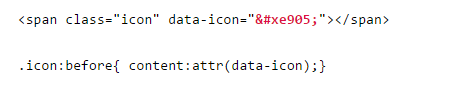 <span class="icon" data-icon="&#xe905;"></span>
.icon:before{ content:attr(data-icon);}